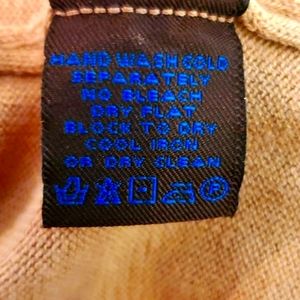 HAND WASH COLD
SEPARATELY
NO BLEACH
DRY FLAT
BLOCK TO DRY
COOL IRON
OR DRY CLEAN
P